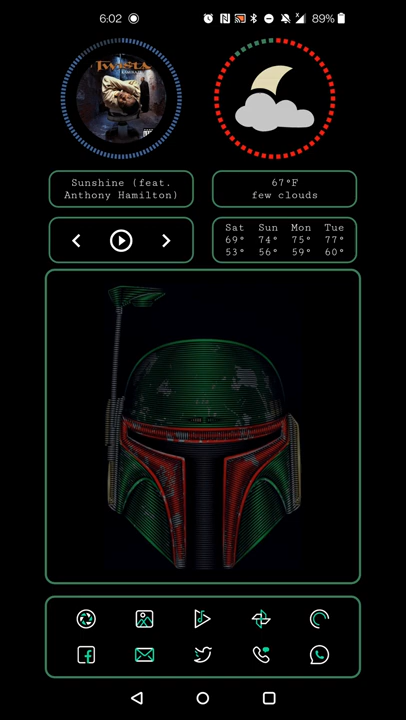 6:02
89%
TWISTA
Sunshine (feat.
Anthony Hamilton)
67°F
few clouds
Sat Sun Mon Tue
69° 74° 75° 77°
53° 56° 59° 60°